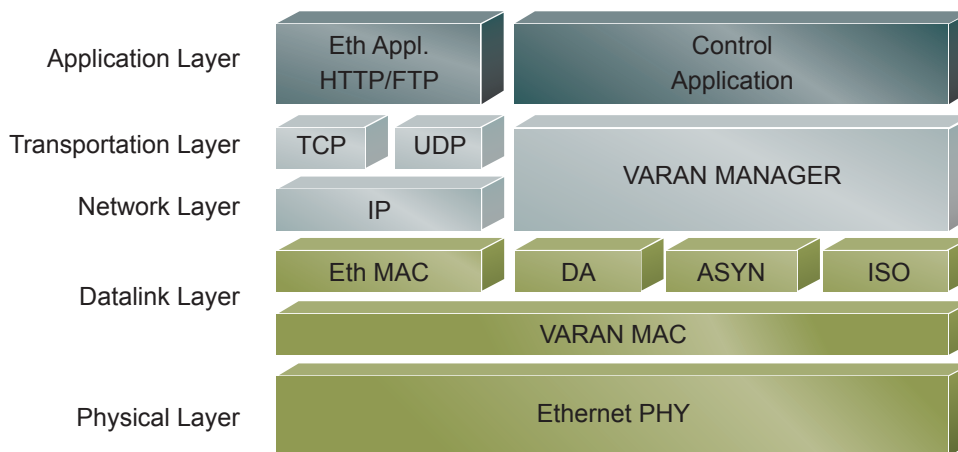 Application Layer
Eth Appl.
HTTP/FTP
Control
Application
Transportation Layer
TCP
UDP
VARAN MANAGER
Network Layer
IP
Datalink Layer
Eth MAC
DA
ASYN
ISO
VARAN MAC
Physical Layer
Ethernet PHY